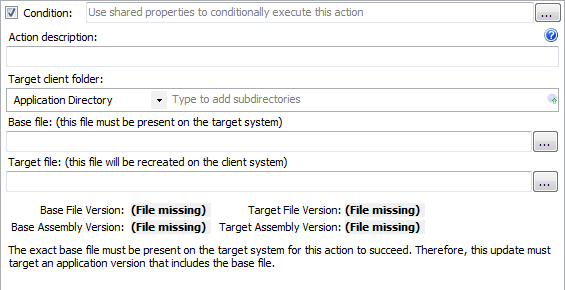 Condition: Use shared properties to conditionally execute this action ...
Action description: ?
Target client folder:
Application Directory Type to add subdirectories
Base file: (this file must be present on the target system)
...
Target file: (this file will be recreated on the client system)
...
Base File Version: (File missing) Target File Version: (File missing)
Base Assembly Version: (File missing) Target Assembly Version: (File missing)
The exact base file must be present on the target system for this action to succeed. Therefore, this update must
target an application version that includes the base file.